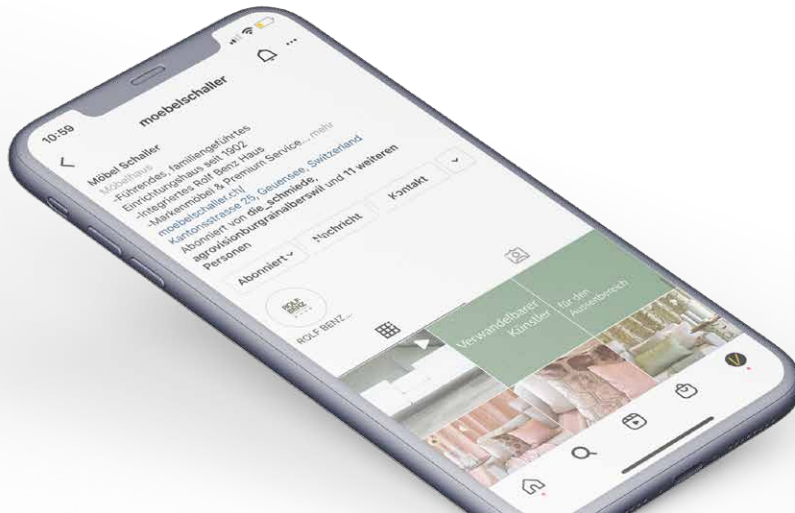 10:59
moebelschaller
Möbel Schaller
Möbelhaus
-Führendes, familiengeführtes
Einrichtungshaus seit 1902
-integriertes Rolf Benz Haus
-Markenmöbel & Premium Service... mehr
moebelschaller.ch/
Kantonsstrasse 25, Geuensee, Switzerland
Abonniert von die_schmiede,
agrovisionburgrainalberswil und 11 weiteren
Personen
Abonniert
Nachricht
Kontakt
ROLF
BENZ
ROLF BENZ...
Verwandelbarer
Künstler
für den
Aussenbereich